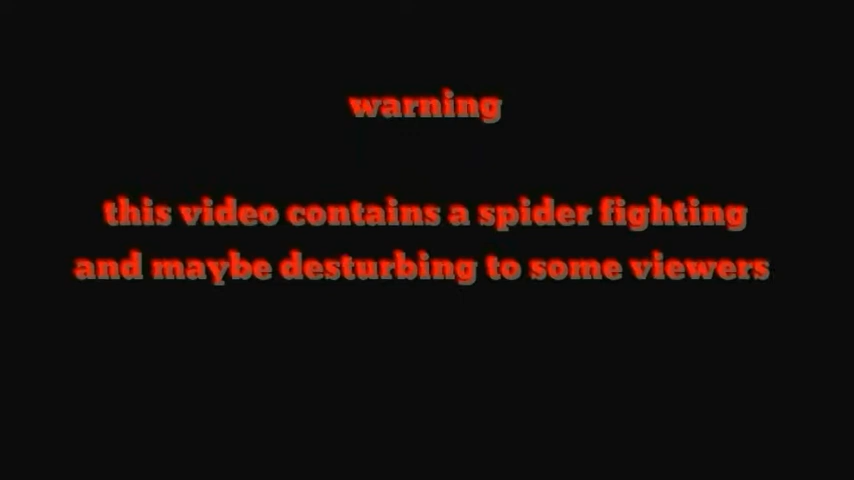 warning
this video contains a spider fighting
and maybe desturbing to some viewers